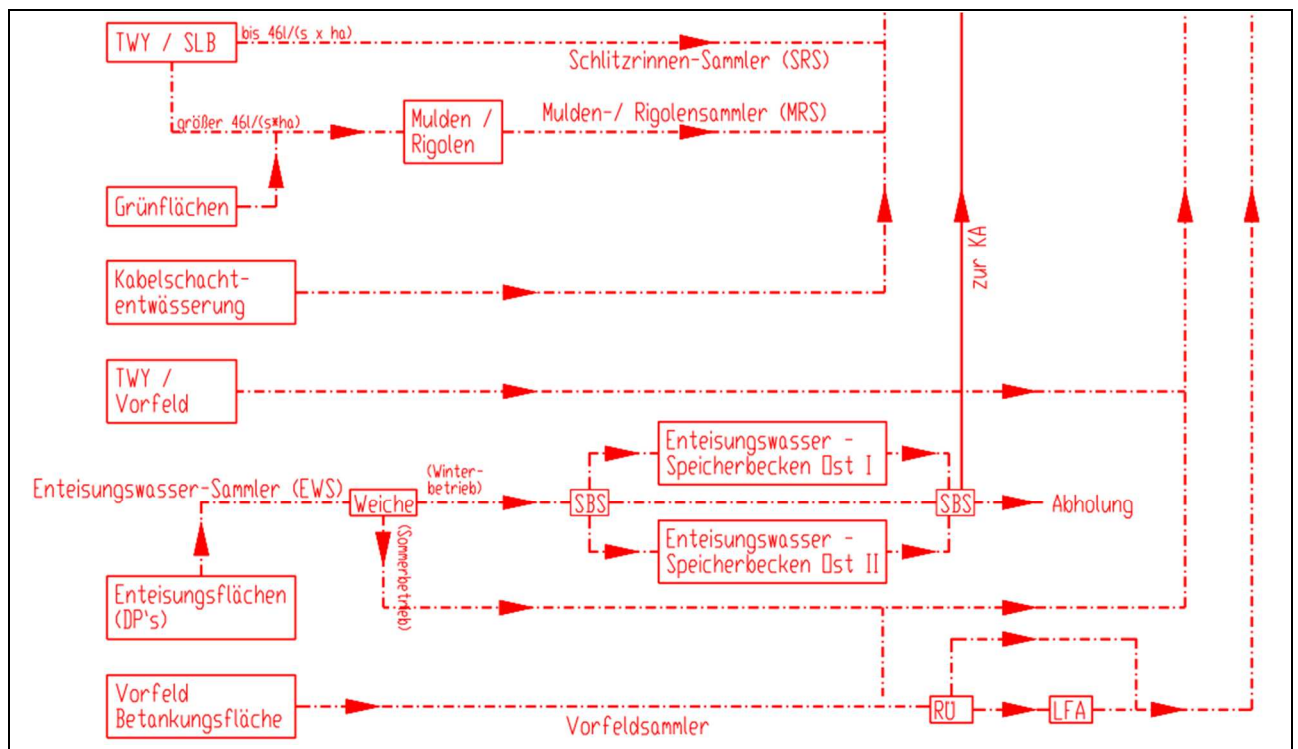 TWY / SLB
bis 46l/(s x ha)
Schlitzrinnen-Sammler (SRS)
größer 46l/(s*ha)
Mulden /
Rigolen
Mulden-/ Rigolensammler (MRS)
Grünflächen
Kabelschacht-
entwässerung
zur KA
TWY /
Vorfeld
Enteisungswasser -
Speicherbecken Ost I
Enteisungswasser-Sammler (EWS)
Weiche
(Winter-
betrieb)
SBS
SBS
Abholung
Enteisungswasser -
Speicherbecken Ost II
(Sommerbetrieb)
Enteisungsflächen
(DP's)
Vorfeld
Betankungsfläche
Vorfeldsammler
RÜ
LFA